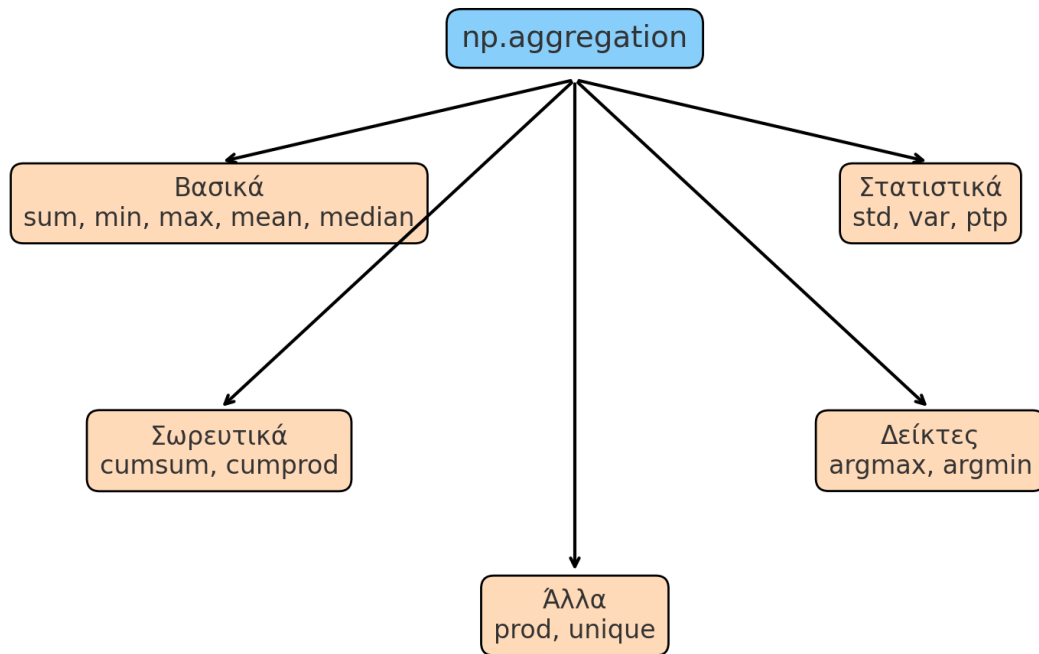 np.aggregation
Βασικά
sum, min, max, mean, median
Στατιστικά
std, var, ptp
Σωρευτικά
cumsum, cumprod
Δείκτες
argmax, argmin
Άλλα
prod, unique